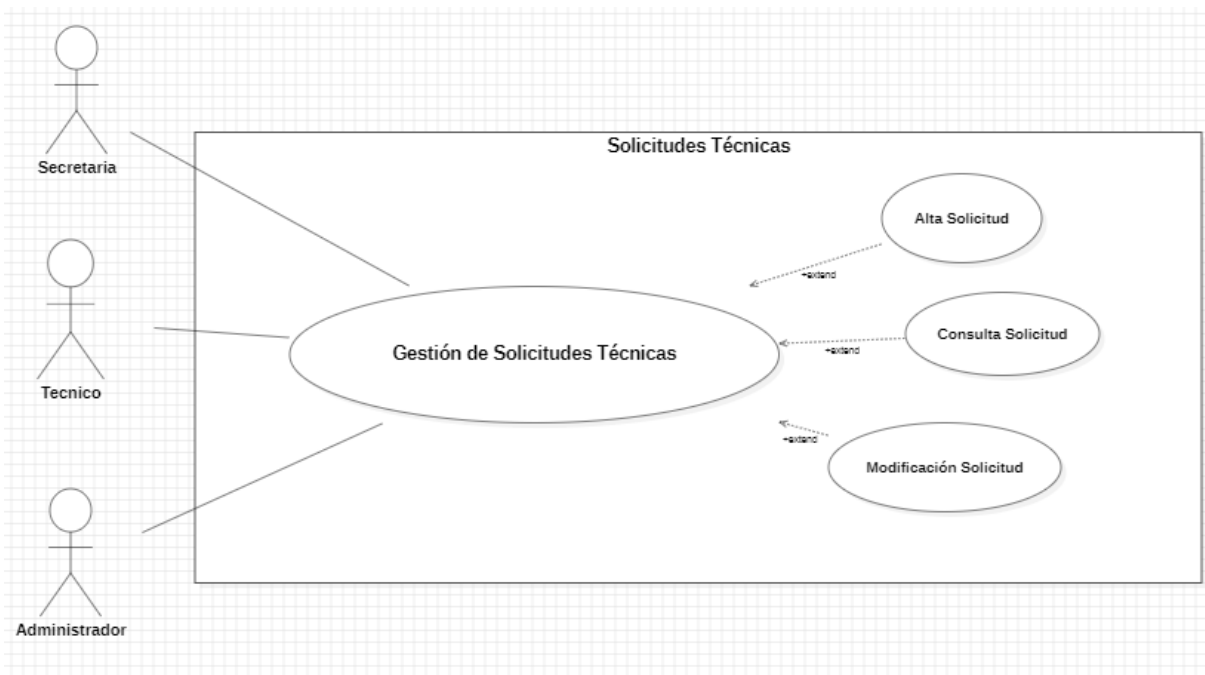 Solicitudes Técnicas
Secretaria
Alta Solicitud
+extend
Consulta Solicitud
+extend
Gestión de Solicitudes Técnicas
Tecnico
+extend
Modificación Solicitud
Administrador